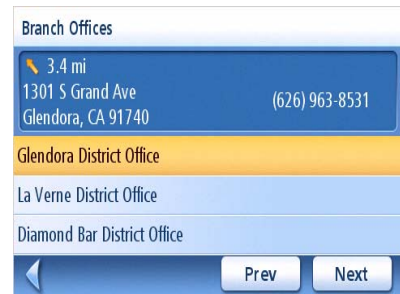 Branch Offices
3.4 mi
1301 S Grand Ave
Glendora, CA 91740
(626) 963-8531
Glendora District Office
La Verne District Office
Diamond Bar District Office
Prev
Next